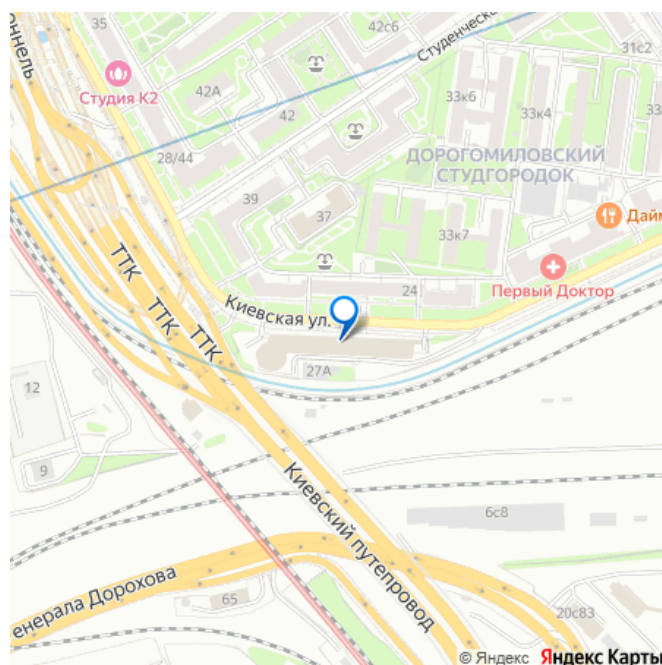 оннель
35
42с6
Студенческа
31с2
Студия К2
42А
33к6
33к4
42
28/44
ДОРОГОМИЛОВСКИЙ
СТУДГОРОДОК
39
37
33к7
Дайм
ТТК
ТТК
ТТК
24
Первый Доктор
Киевская ул.
27А
12
9
Киевский путепровод
6с8
енерала Дорохова
65
20с83
© Яндекс Яндекс Карты